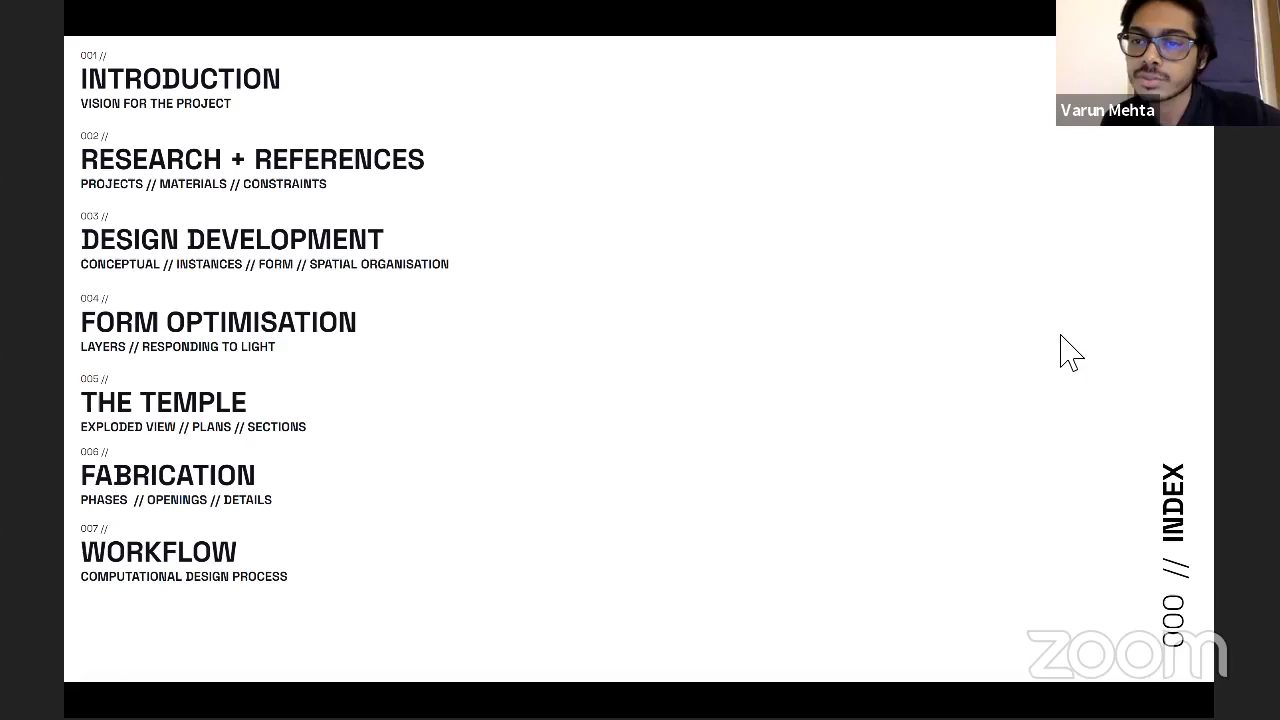 001 //
INTRODUCTION
VISION FOR THE PROJECT
002 //
RESEARCH + REFERENCES
PROJECTS // MATERIALS // CONSTRAINTS
003 //
DESIGN DEVELOPMENT
CONCEPTUAL // INSTANCES // FORM // SPATIAL ORGANISATION
004 //
FORM OPTIMISATION
LAYERS // RESPONDING TO LIGHT
005 //
THE TEMPLE
EXPLODED VIEW // PLANS // SECTIONS
006 //
FABRICATION
PHASES // OPENINGS // DETAILS
007 //
WORKFLOW
COMPUTATIONAL DESIGN PROCESS
Varun Mehta
000 // INDEX
zoom